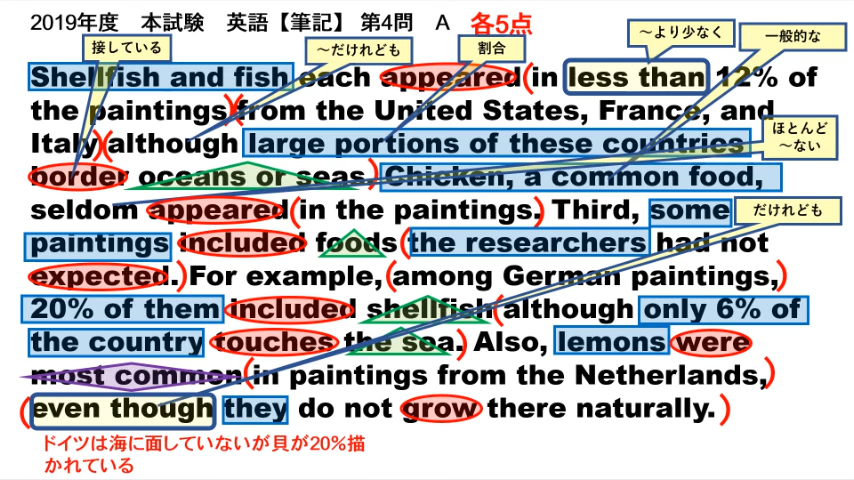 2019年度 本試験 英語【筆記】 第4問 A 各5点
接している
～だけれども
割合
～より少なく
一般的な
Shellfish and fish each appeared in less than 12% of
the paintings from the United States, France, and
Italy although large portions of these countries
ほとんど
～ない
border oceans or seas. Chicken, a common food,
seldom appeared in the paintings. Third, some
だけれども
paintings included foods the researchers had not
expected. For example, among German paintings,
20% of them included shellfish although only 6% of
the country touches the sea. Also, lemons were
most common in paintings from the Netherlands,
even though they do not grow there naturally.
ドイツは海に面していないが貝が20%描
かれている